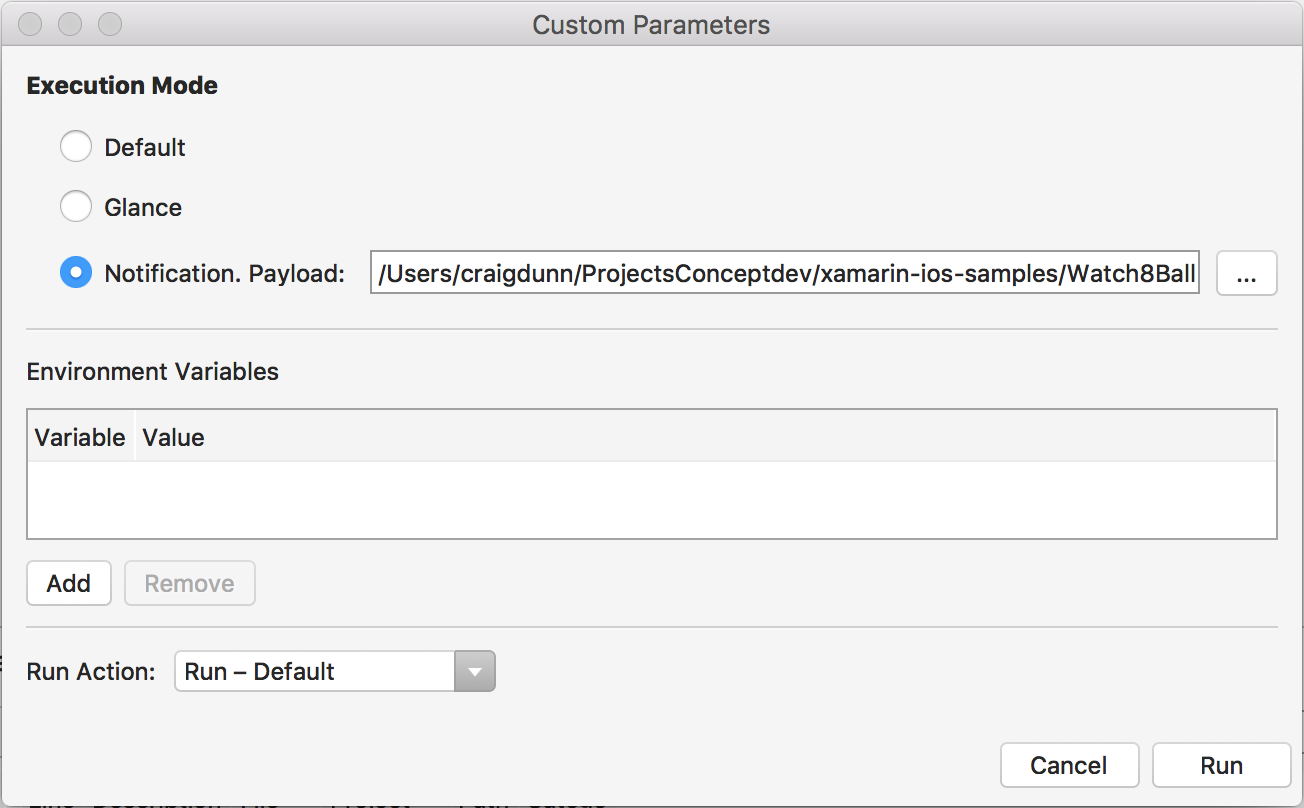 Custom Parameters
Execution Mode
Default
Glance
Notification. Payload: /Users/craigdunn/ProjectsConceptdev/xamarin-ios-samples/Watch8Ball ...
Environment Variables
Variable Value
Add Remove
Run Action: Run – Default
Cancel Run